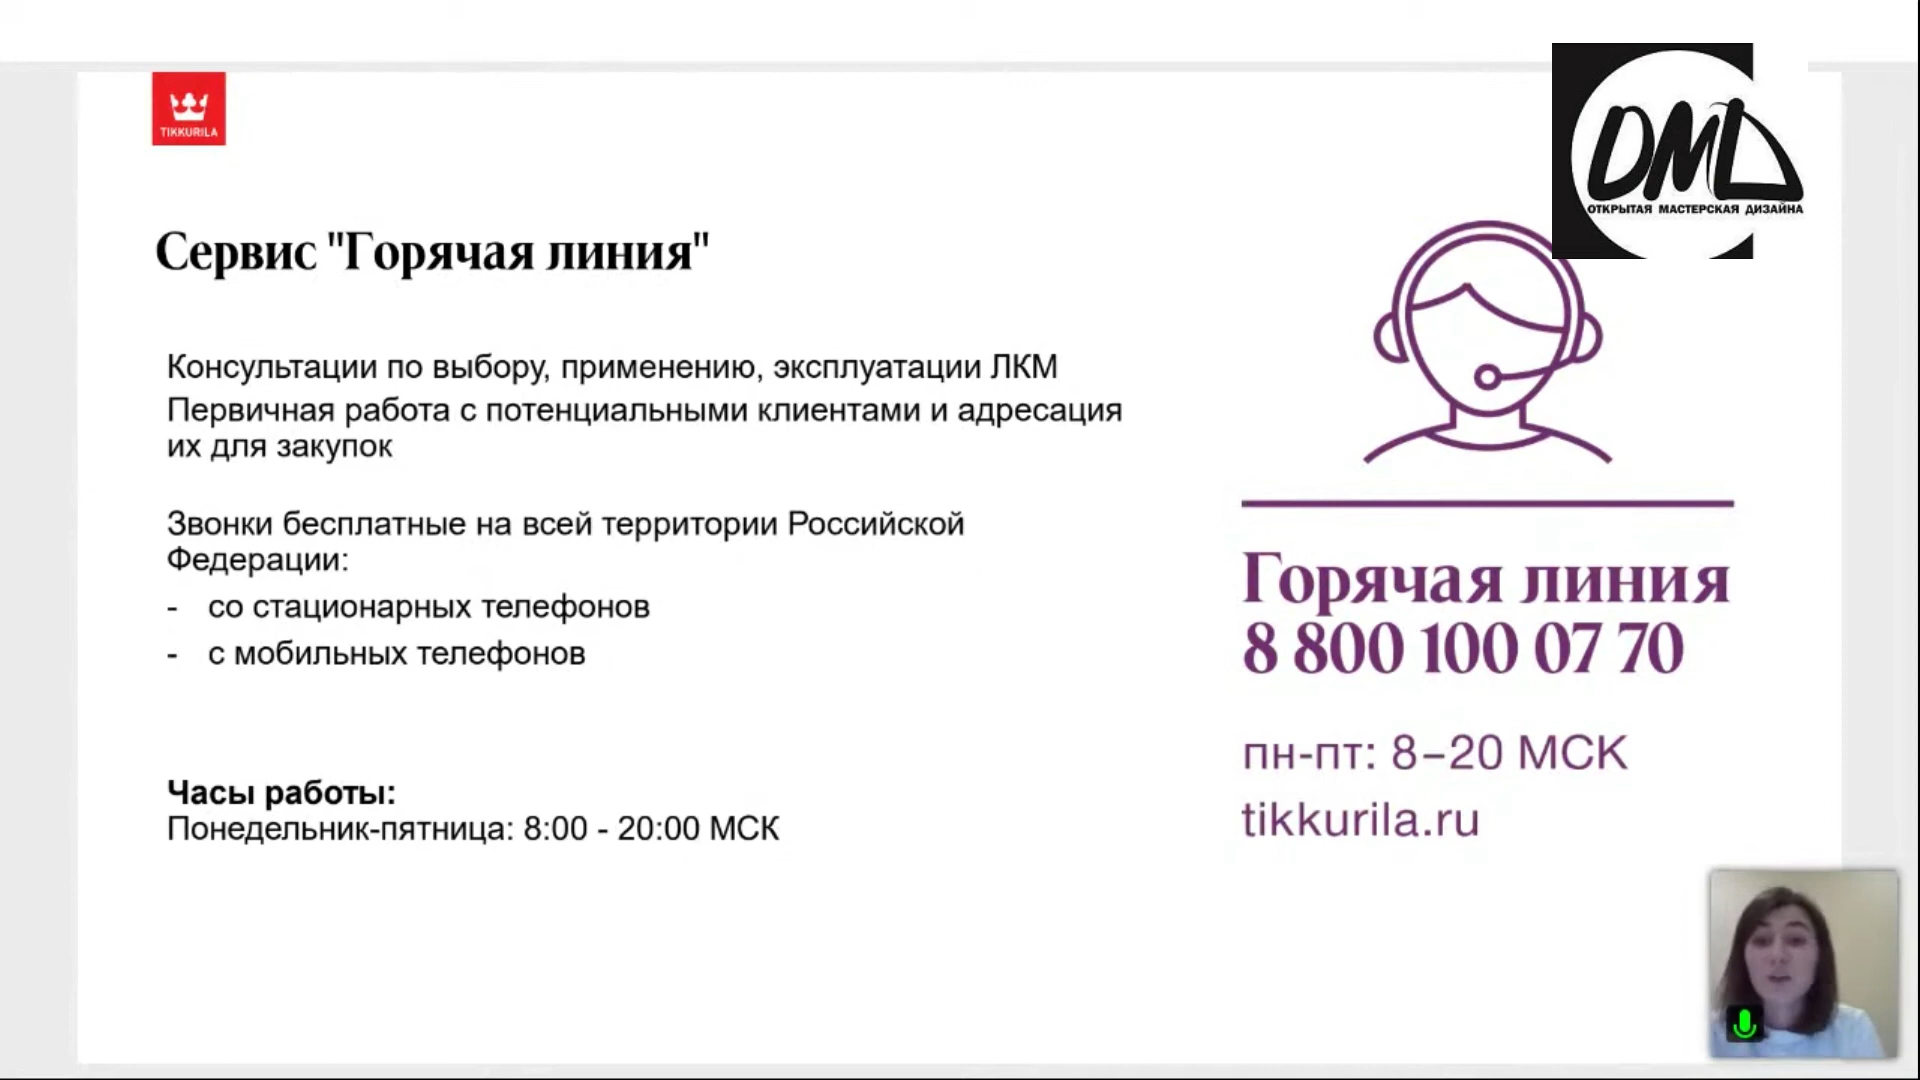 TIKKURILA
DMD
ОТКРЫТАЯ МАСТЕРСКАЯ ДИЗАЙНА
Сервис "Горячая линия"
Консультации по выбору, применению, эксплуатации ЛКМ
Первичная работа с потенциальными клиентами и адресация
их для закупок
Звонки бесплатные на всей территории Российской
Федерации:
- со стационарных телефонов
- с мобильных телефонов
Часы работы:
Понедельник-пятница: 8:00 - 20:00 МСК
Горячая линия
8 800 100 07 70
пн-пт: 8–20 МСК
tikkurila.ru